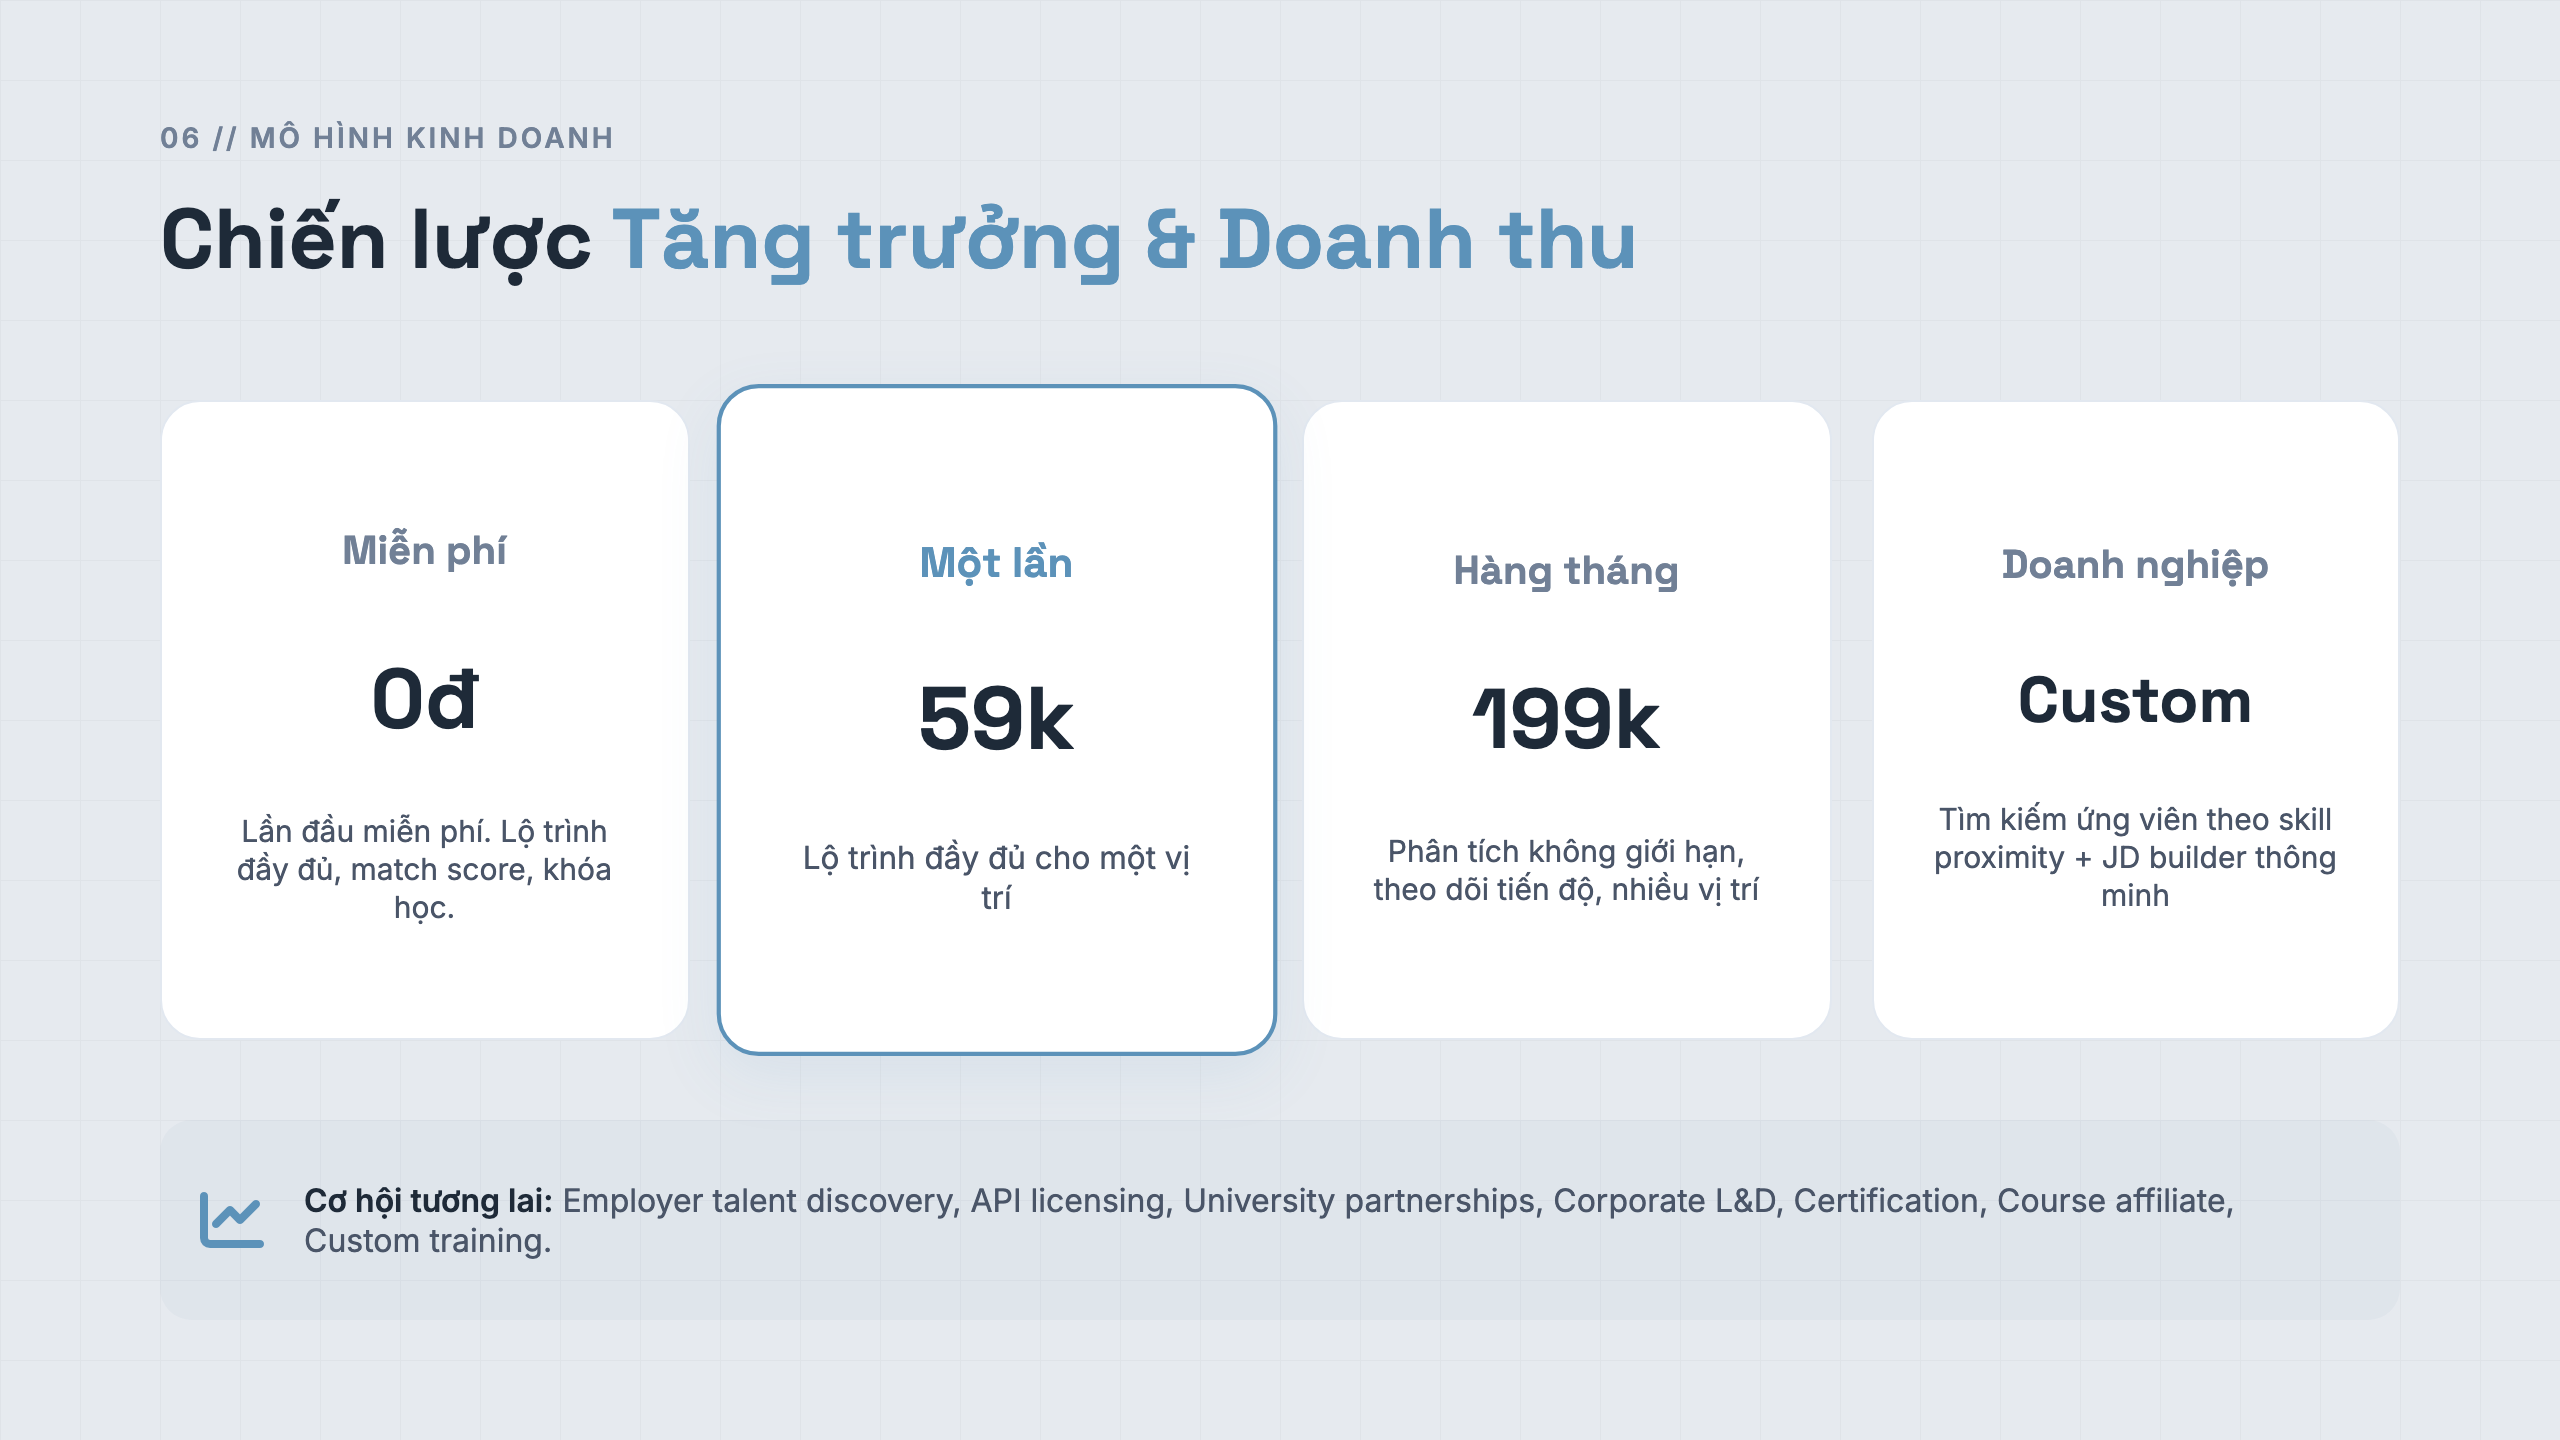 06 // MÔ HÌNH KINH DOANH
Chiến lược Tăng trưởng & Doanh thu
Miễn phí
0đ
Lần đầu miễn phí. Lộ trình
đầy đủ, match score, khóa
học.
Một lần
59k
Lộ trình đầy đủ cho một vị
trí
Hàng tháng
199k
Phân tích không giới hạn,
theo dõi tiến độ, nhiều vị trí
Doanh nghiệp
Custom
Tìm kiếm ứng viên theo skill
proximity + JD builder thông
minh
Cơ hội tương lai: Employer talent discovery, API licensing, University partnerships, Corporate L&D, Certification, Course affiliate,
Custom training.